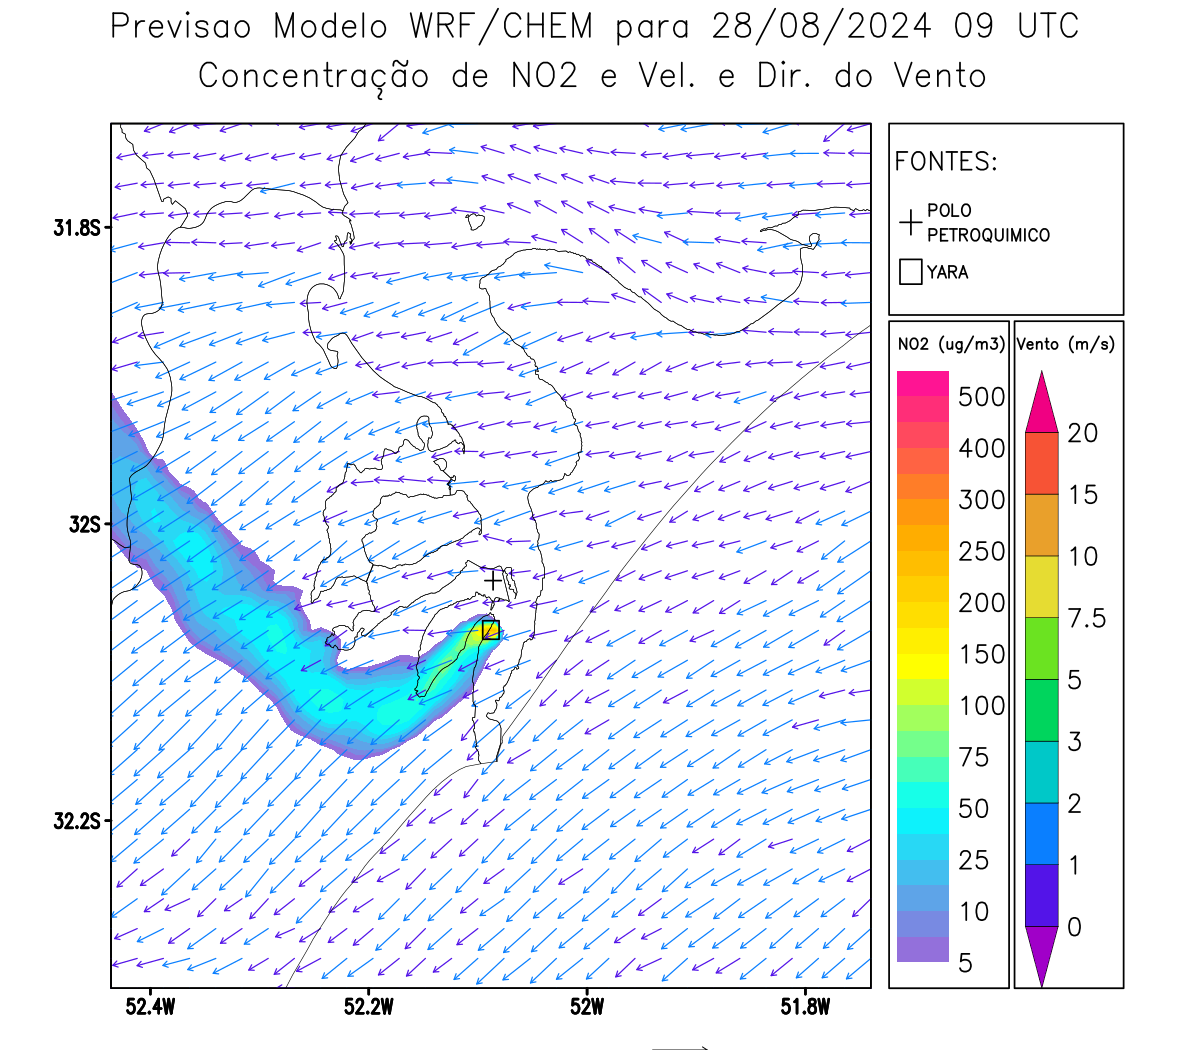 Previsao Modelo WRF/CHEM para 28/08/2024 09 UTC
Concentração de NO2 e Vel. e Dir. do Vento
FONTES:
POLO
PETROQUIMICO
YARA
NO2 (ug/m3)
500
400
300
250
200
150
100
75
50
25
10
5
Vento (m/s)
20
15
10
7.5
5
3
2
1
0
31.8S
32S
32.2S
52.4W
52.2W
52W
51.8W